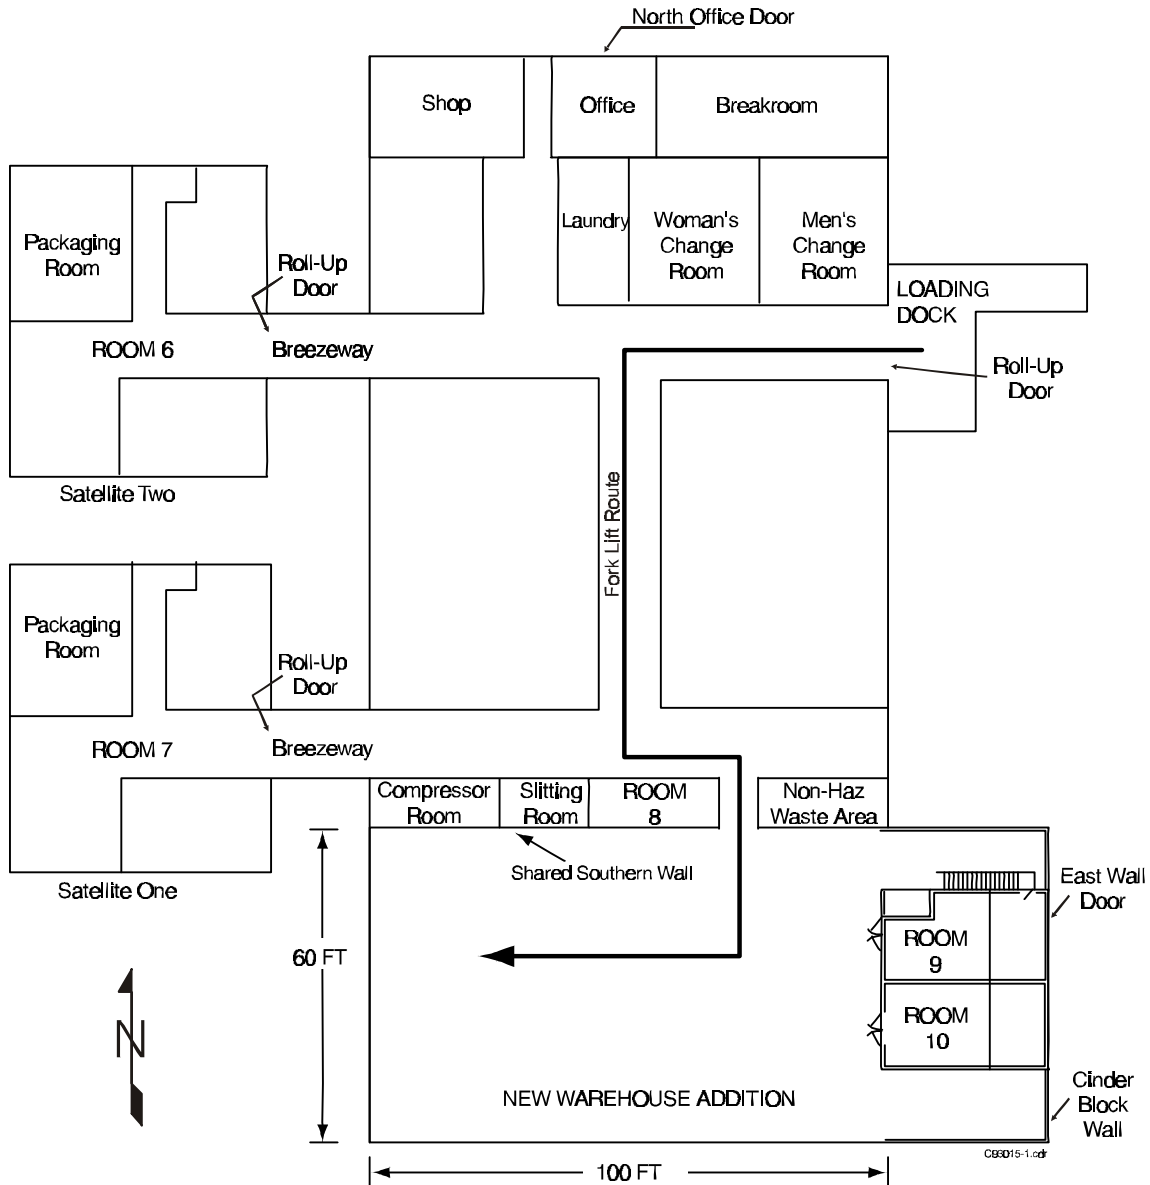 North Office Door
Shop
Office
Breakroom
Packaging
Room
Laundry
Woman's
Change
Room
Men's
Change
Room
Roll-Up
Door
LOADING
DOCK
ROOM 6
Breezeway
Roll-Up
Door
Satellite Two
Fork Lift Route
Packaging
Room
Roll-Up
Door
ROOM 7
Breezeway
Compressor
Room
Slitting
Room
ROOM
8
Non-Haz
Waste Area
Shared Southern Wall
Satellite One
East Wall
Door
60 FT
ROOM
9
ROOM
10
N
NEW WAREHOUSE ADDITION
Cinder
Block
Wall
100 FT